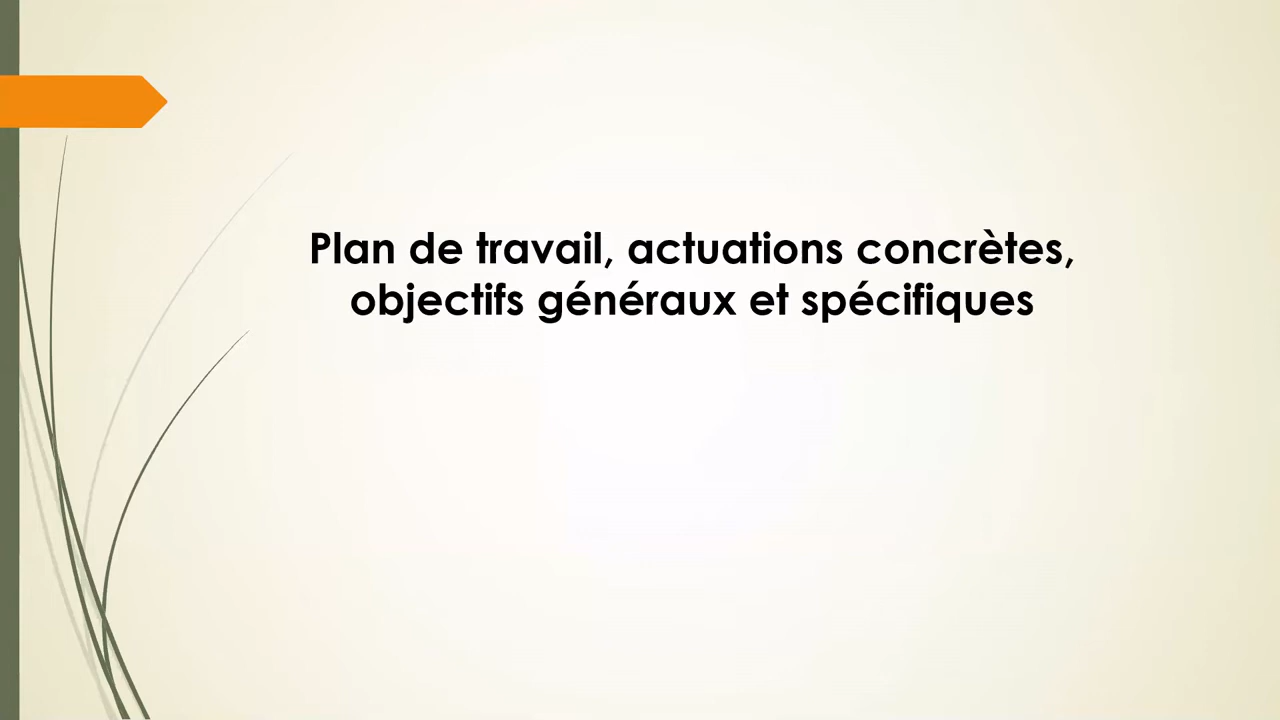 Plan de travail, actuations concrètes,
objectifs généraux et spécifiques